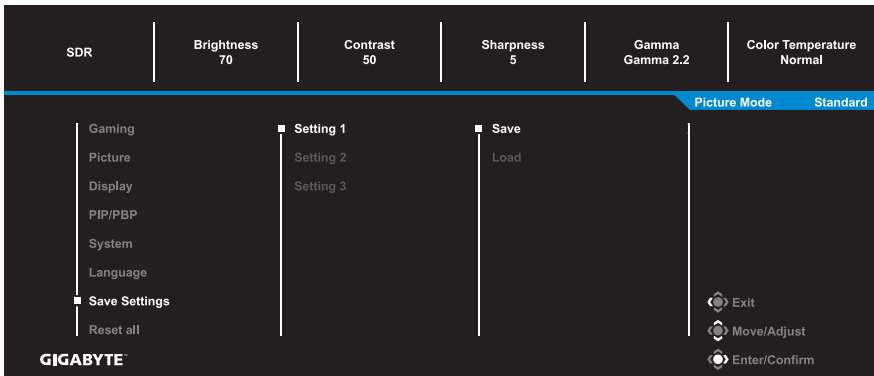 SDR
Brightness
70
Contrast
50
Sharpness
5
Gamma
Gamma 2.2
Color Temperature
Normal
Picture Mode Standard
Gaming
Picture
Display
PIP/PBP
System
Language
Save Settings
Reset all
Setting 1
Setting 2
Setting 3
Save
Load
Exit
Move/Adjust
Enter/Confirm
GIGABYTE™